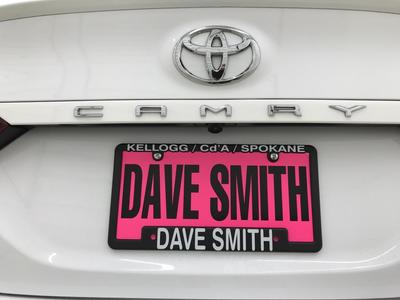 CAMRY
KELLOGG / Cd'A / SPOKANE
DAVE SMITH
DAVE SMITH